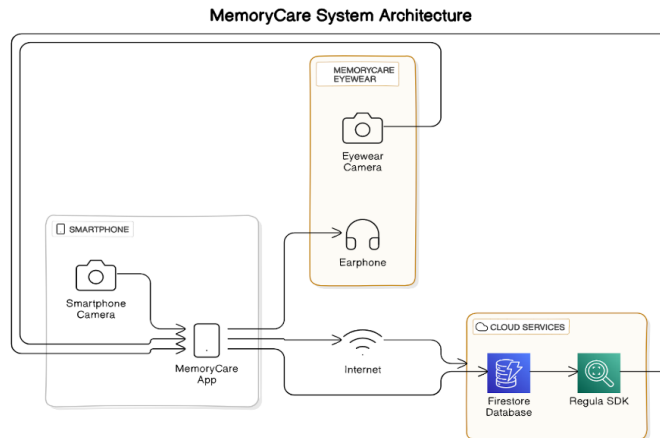 MemoryCare System Architecture
MEMORYCARE
EYEWEAR
Eyewear
Camera
SMARTPHONE
Earphone
Smartphone
Camera
CLOUD SERVICES
MemoryCare
App
Internet
Firestore
Database
Regula SDK